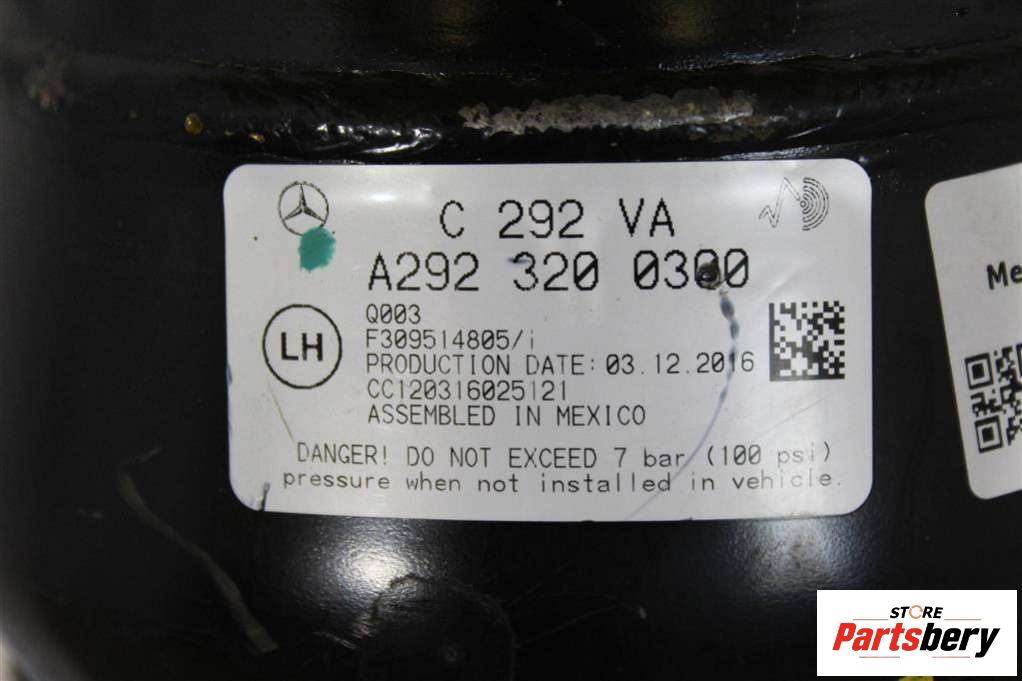 C 292 VA
A292 320 0300
LH
Q003
F309514805/i
PRODUCTION DATE: 03.12.2016
CC120316025121
ASSEMBLED IN MEXICO
DANGER! DO NOT EXCEED 7 bar (100 psi)
pressure when not installed in vehicle.
STORE
Partsbery